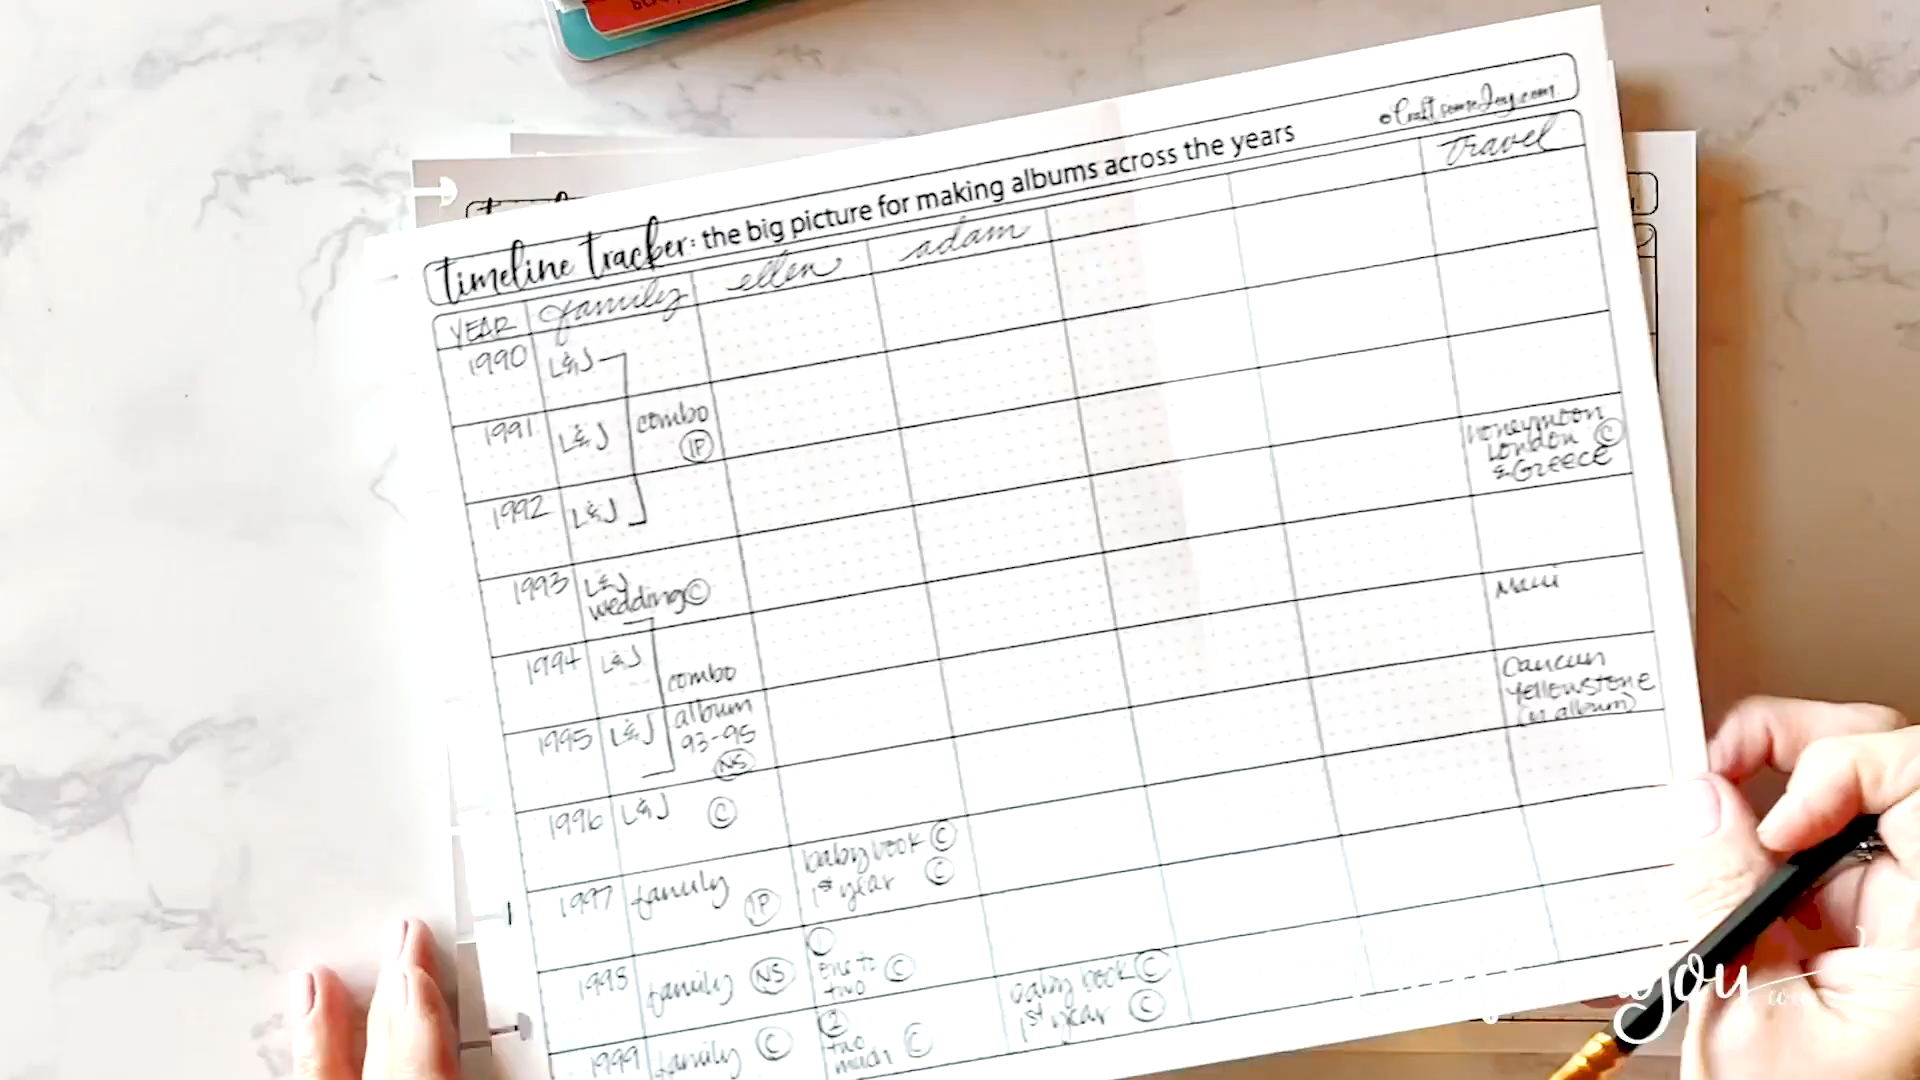 timeline tracker: the big picture for making albums across the years
©CraftsomeJoy.com
YEAR family ellen adam travel
1990 L&J
1991 L&J combo
IP
1992 L&J
1993 L&J
wedding C
Honeymoon
London C
& Greece
1994 L&J
combo
1995 L&J album
93-95
NS
Maui
1996 L&J C
Cancun
Yellowstone
(in album)
1997 family IP
baby book C
1st year C
1998 family NS
1
one to
two C
1999 family C
2
two
much C
baby book C
1st year C
Joy